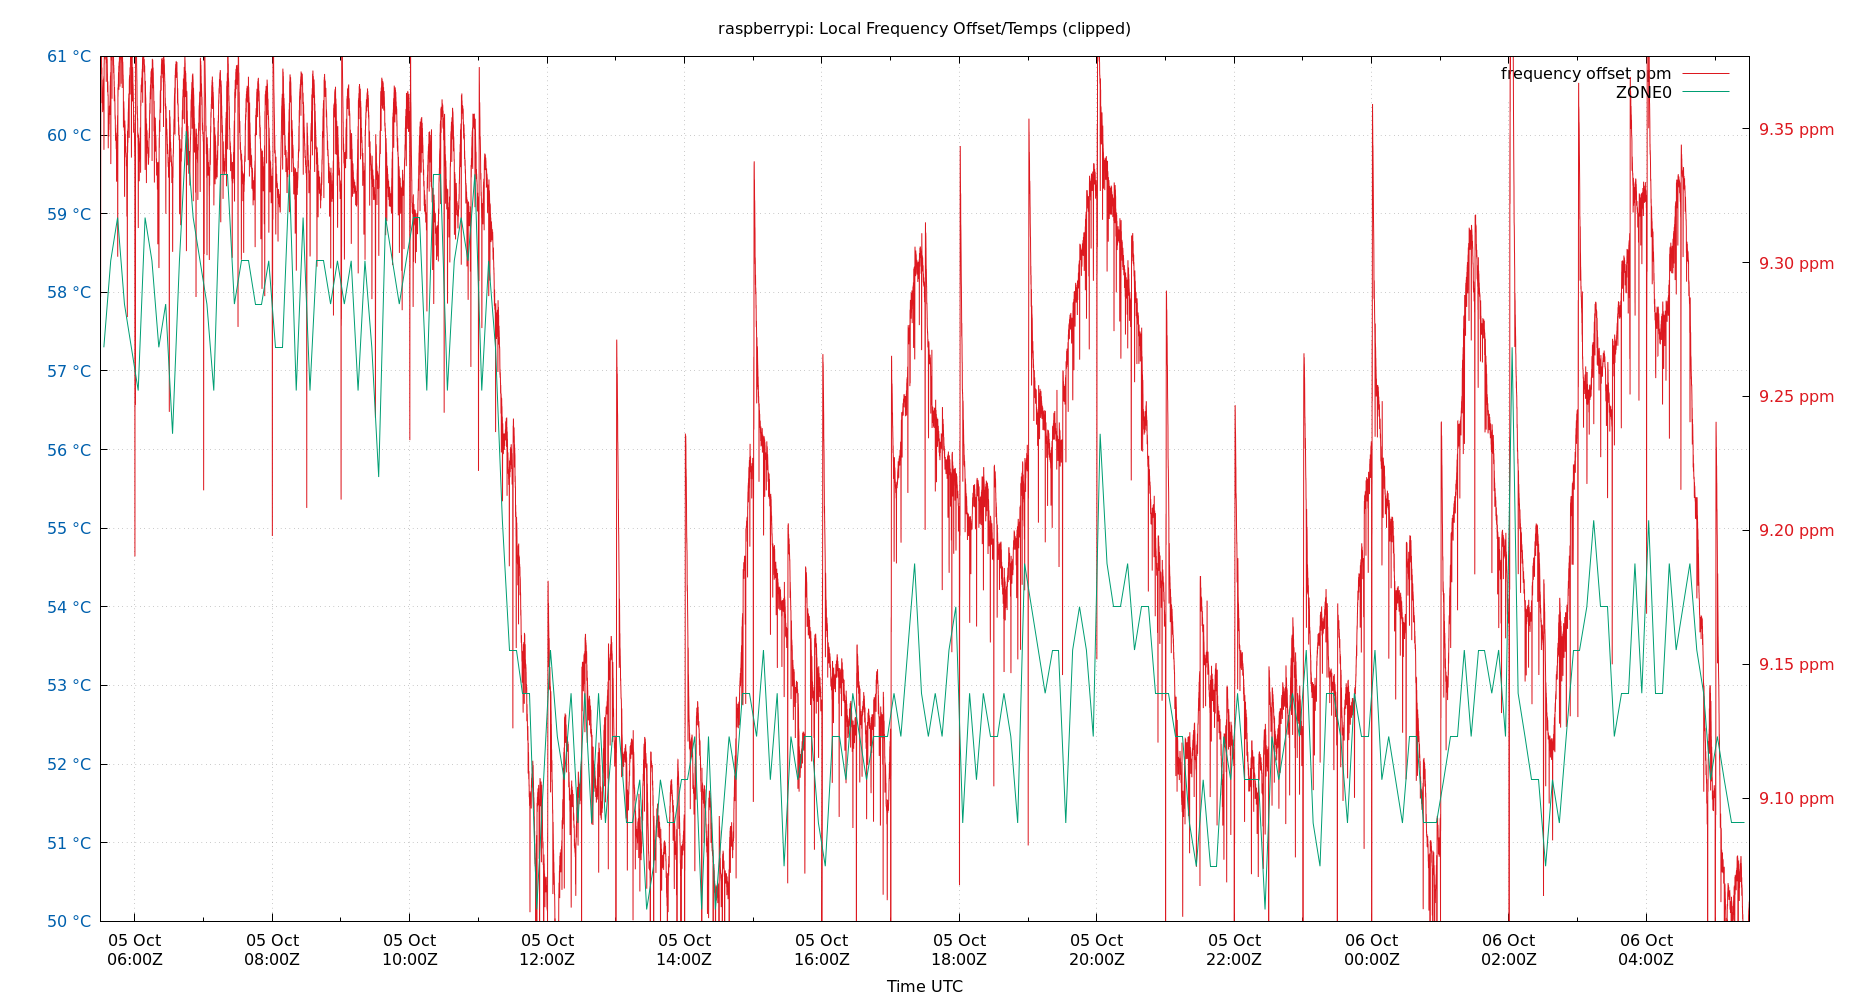 raspberrypi: Local Frequency Offset/Temps (clipped)
frequency offset ppm
ZONE0
61 °C
60 °C
59 °C
58 °C
57 °C
56 °C
55 °C
54 °C
53 °C
52 °C
51 °C
50 °C
9.35 ppm
9.30 ppm
9.25 ppm
9.20 ppm
9.15 ppm
9.10 ppm
05 Oct 05 Oct 05 Oct 05 Oct 05 Oct 05 Oct 05 Oct 05 Oct 05 Oct 06 Oct 06 Oct 06 Oct
06:00Z 08:00Z 10:00Z 12:00Z 14:00Z 16:00Z 18:00Z 20:00Z 22:00Z 00:00Z 02:00Z 04:00Z
Time UTC